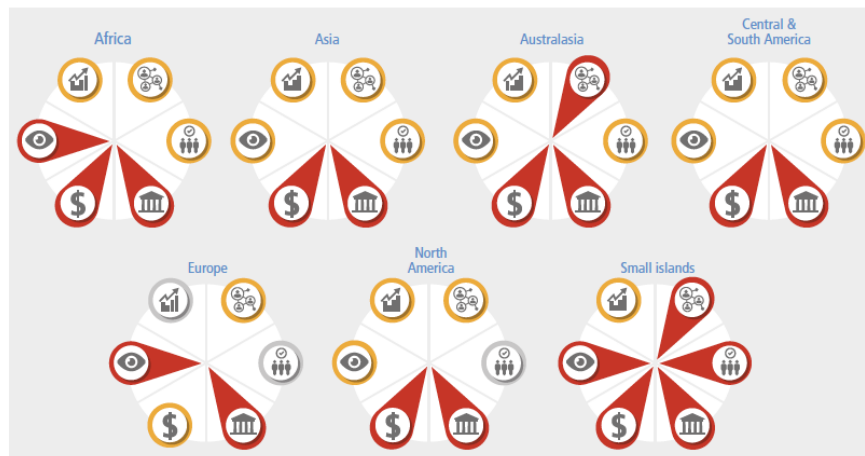 Africa
Asia
Australasia
Central &
South America
Europe
North
America
Small islands